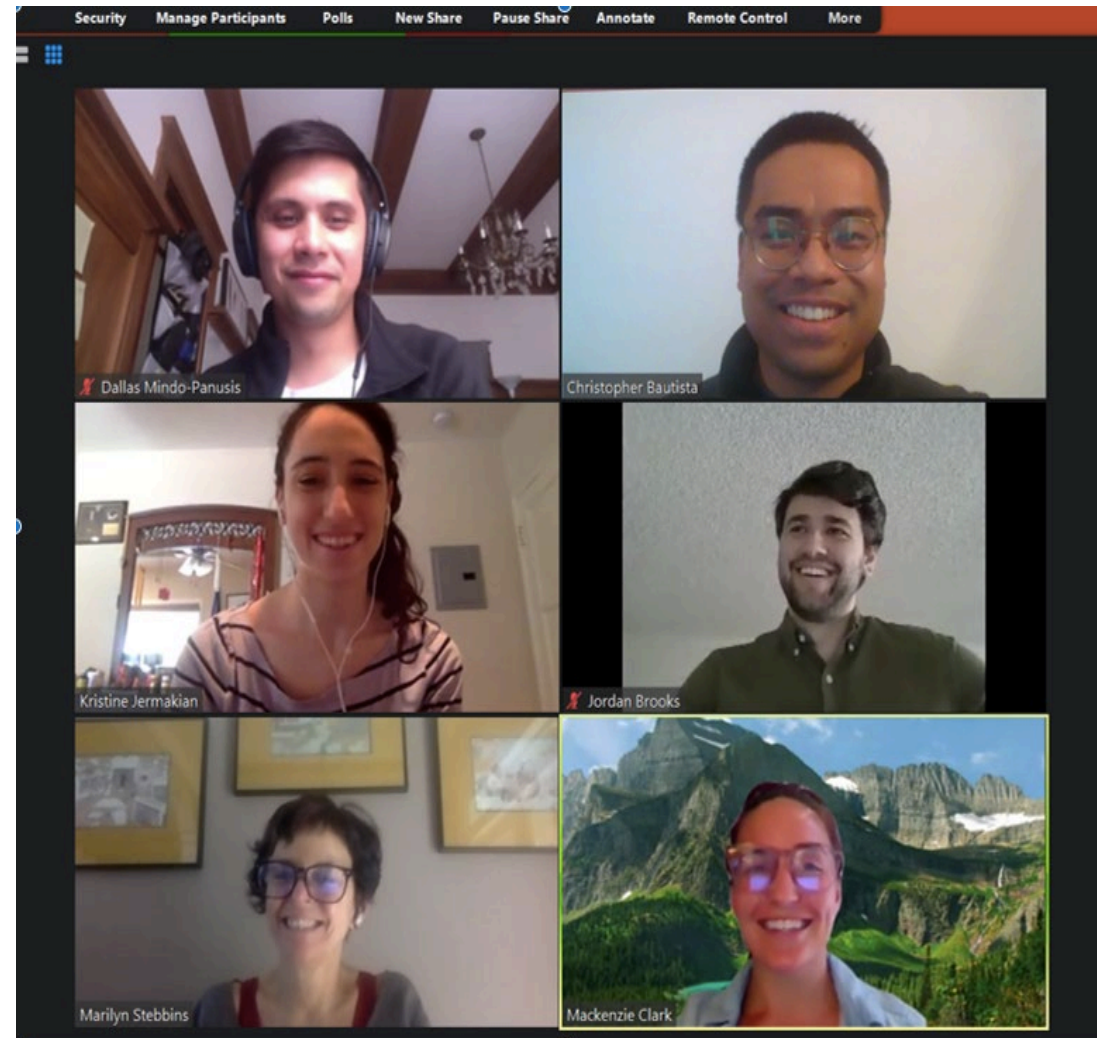 Security Manage Participants Polls New Share Pause Share Annotate Remote Control More
Dallas Mindo-Panusis
Christopher Bautista
Kristine Jermakian
Jordan Brooks
Marilyn Stebbins
Mackenzie Clark